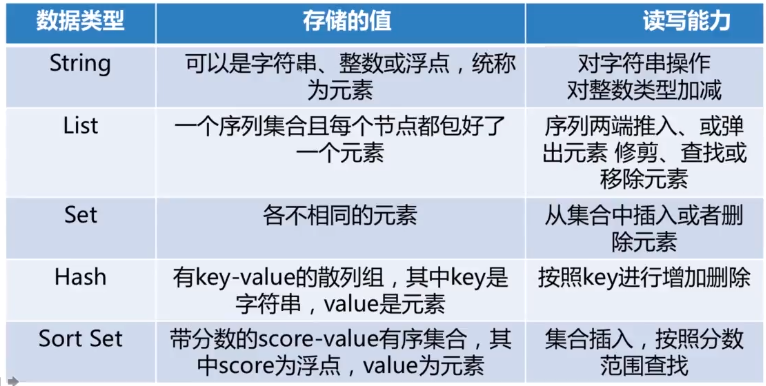 数据类型 存储的值 读写能力
String 可以是字符串、整数或浮点，统称 对字符串操作
为元素 对整数类型加减
List 一个序列集合且每个节点都包好了 序列两端推入、或弹
一个元素 出元素 修剪、查找或
移除元素
Set 各不相同的元素 从集合中插入或者删
除元素
Hash 有key-value的散列组，其中key是 按照key进行增加删除
字符串，value是元素
Sort Set 带分数的score-value有序集合，其 集合插入，按照分数
中score为浮点，value为元素 范围查找